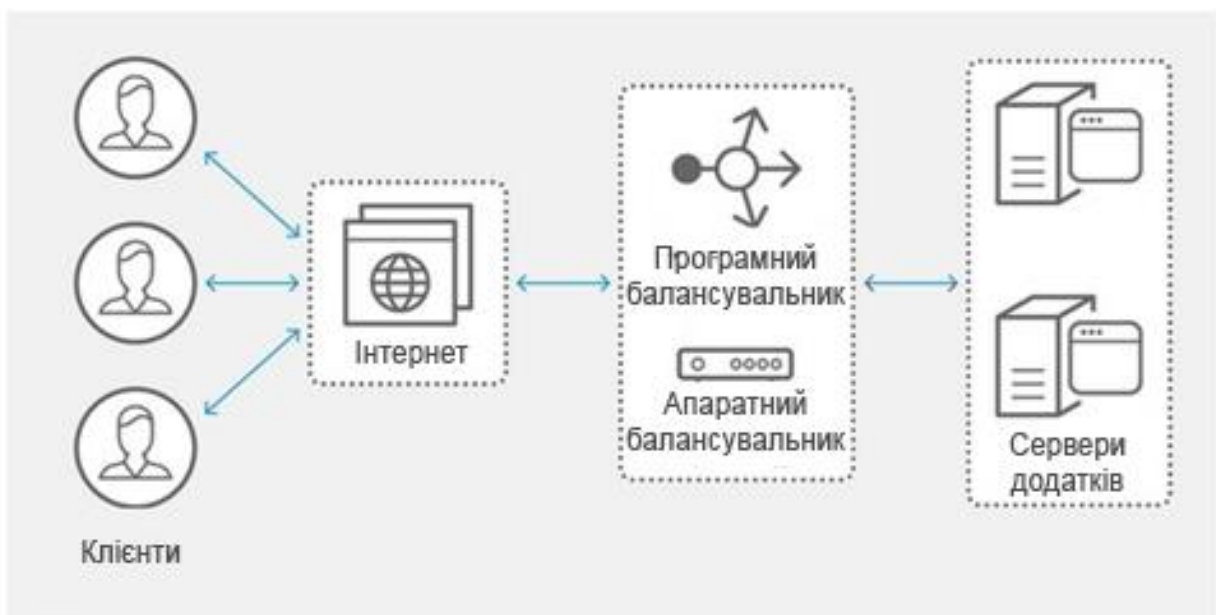 Інтернет
Програмний
балансувальник
Апаратний
балансувальник
Сервери
додатків
Клієнти